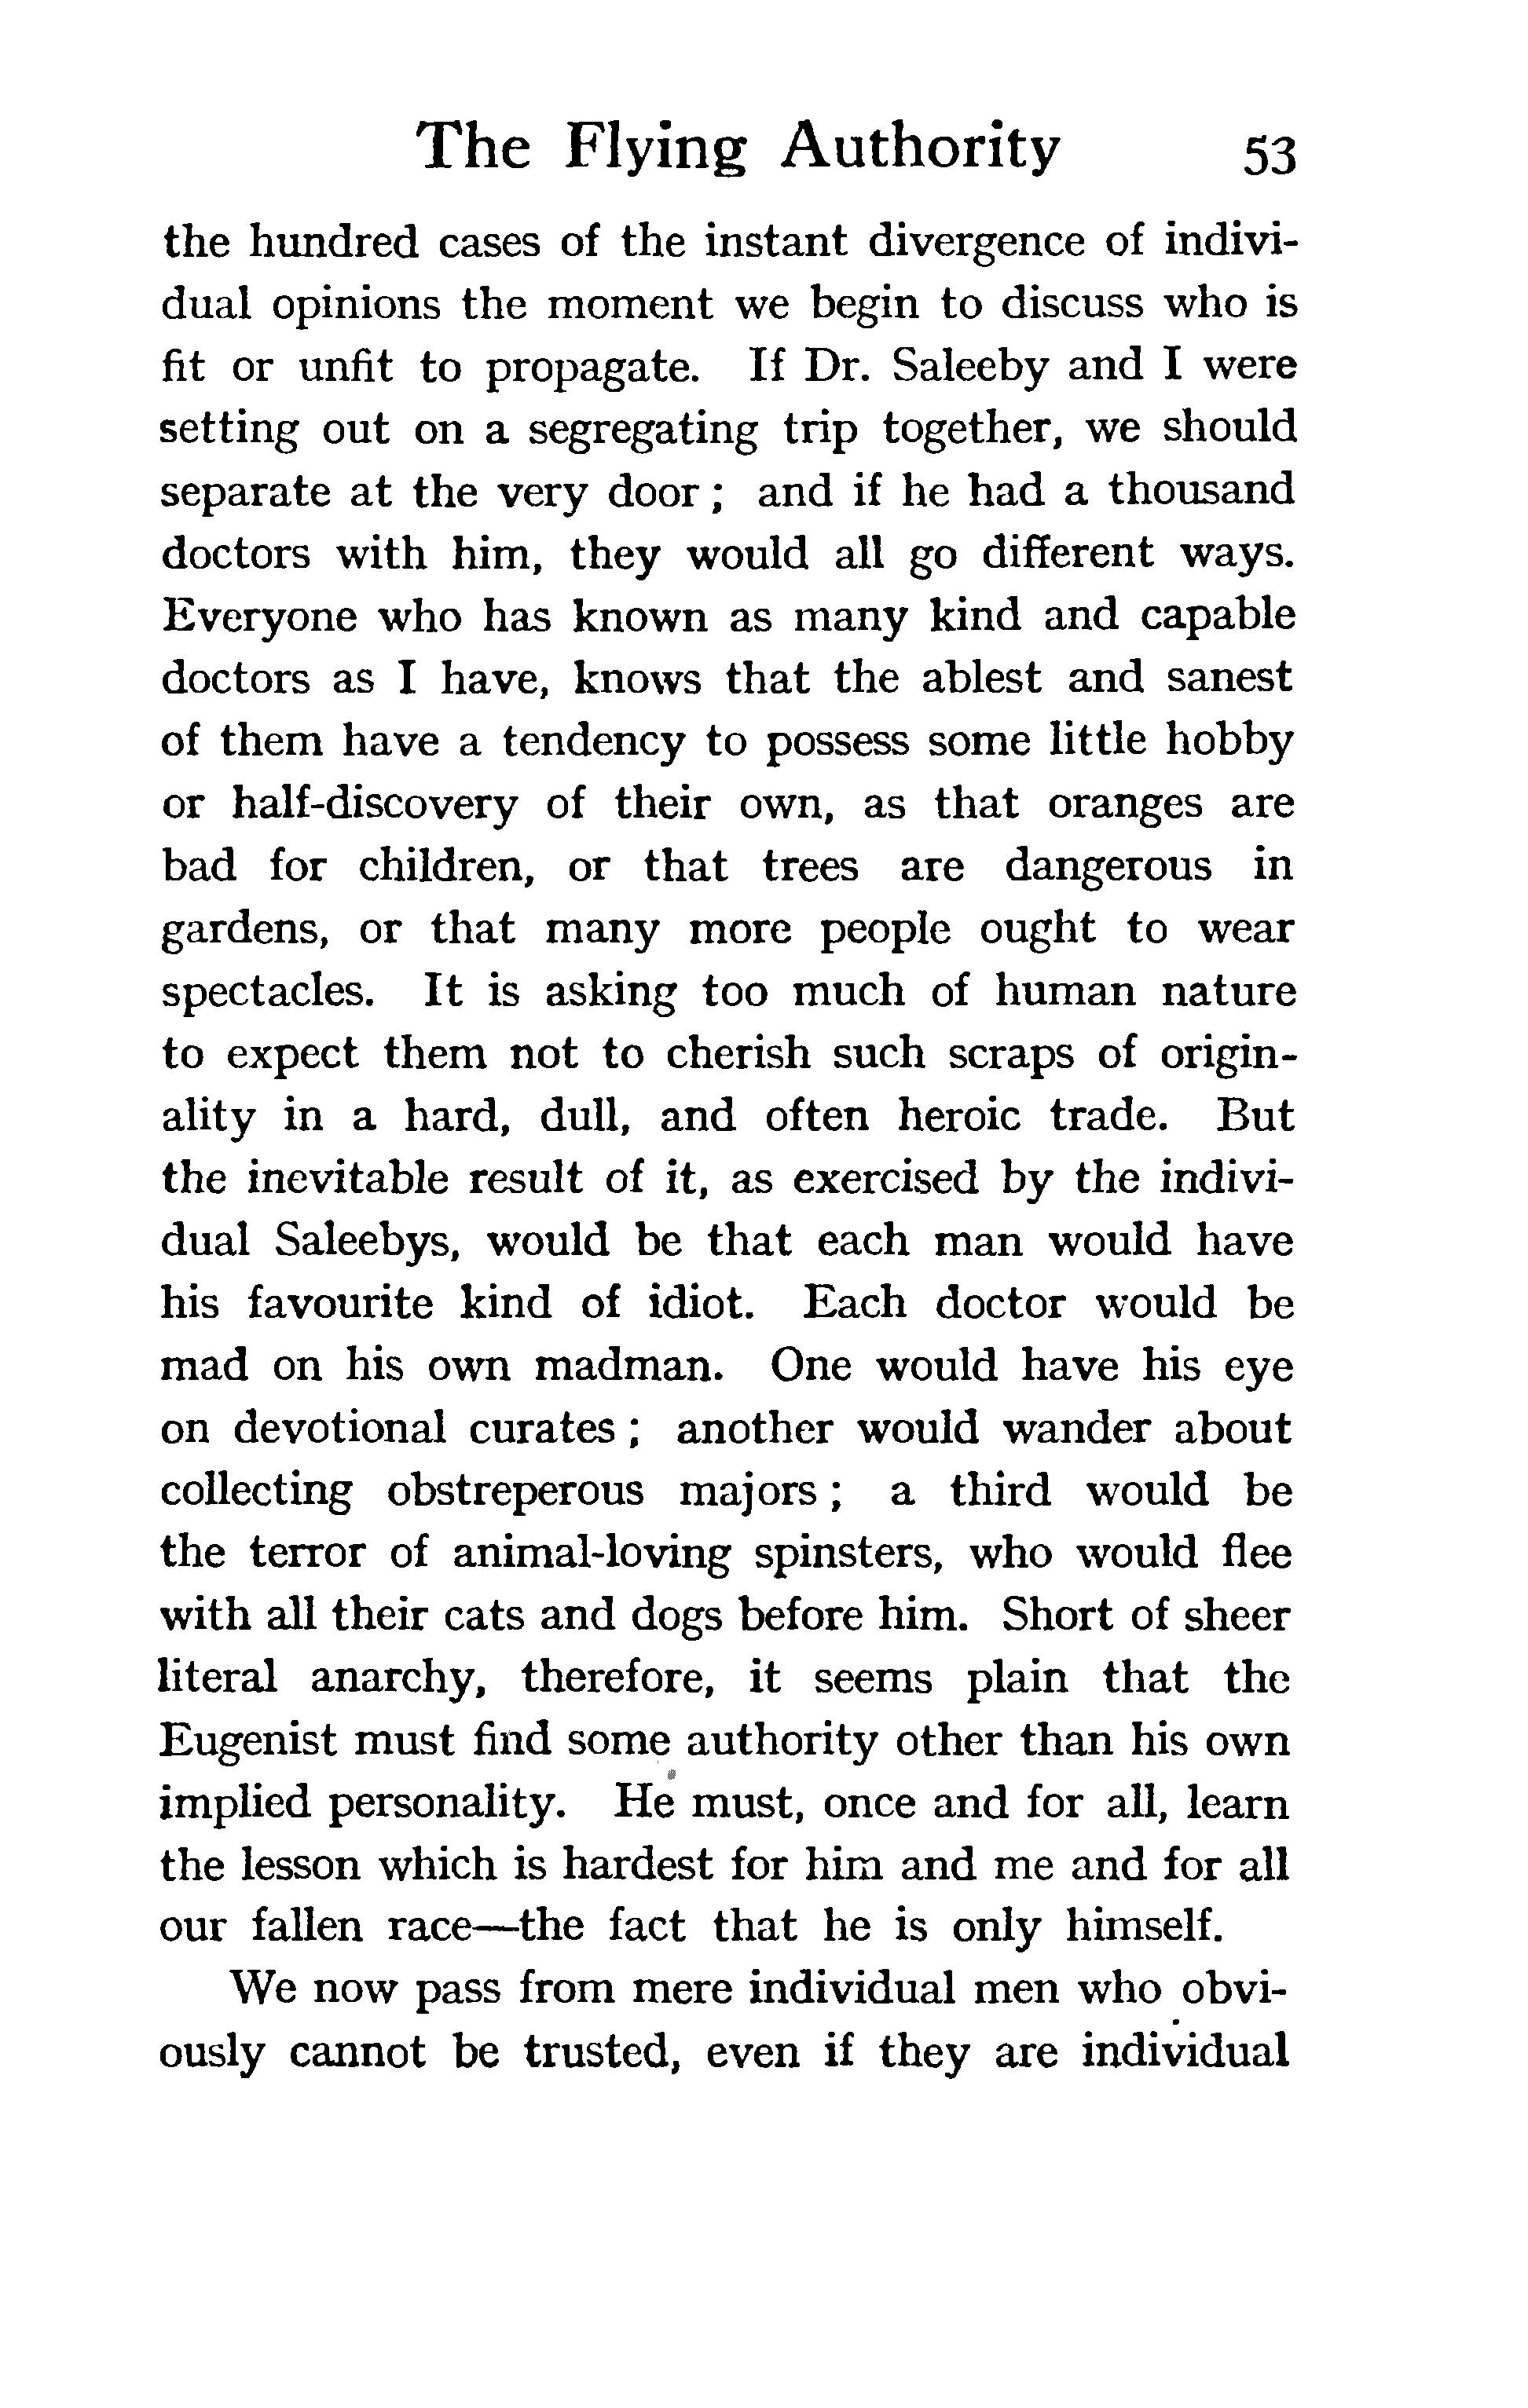 The Flying Authority 53
the hundred cases of the instant divergence of indivi-
dual opinions the moment we begin to discuss who is
fit or unfit to propagate. If Dr. Saleeby and I were
setting out on a segregating trip together, we should
separate at the very door ; and if he had a thousand
doctors with him, they would all go different ways.
Everyone who has known as many kind and capable
doctors as I have, knows that the ablest and sanest
of them have a tendency to possess some little hobby
or half-discovery of their own, as that oranges are
bad for children, or that trees are dangerous in
gardens, or that many more people ought to wear
spectacles. It is asking too much of human nature
to expect them not to cherish such scraps of origin-
ality in a hard, dull, and often heroic trade. But
the inevitable result of it, as exercised by the indivi-
dual Saleebys, would be that each man would have
his favourite kind of idiot. Each doctor would be
mad on his own madman. One would have his eye
on devotional curates ; another would wander about
collecting obstreperous majors ; a third would be
the terror of animal-loving spinsters, who would flee
with all their cats and dogs before him. Short of sheer
literal anarchy, therefore, it seems plain that the
Eugenist must find some authority other than his own
implied personality. He must, once and for all, learn
the lesson which is hardest for him and me and for all
our fallen race—the fact that he is only himself.
We now pass from mere individual men who obvi-
ously cannot be trusted, even if they are individual